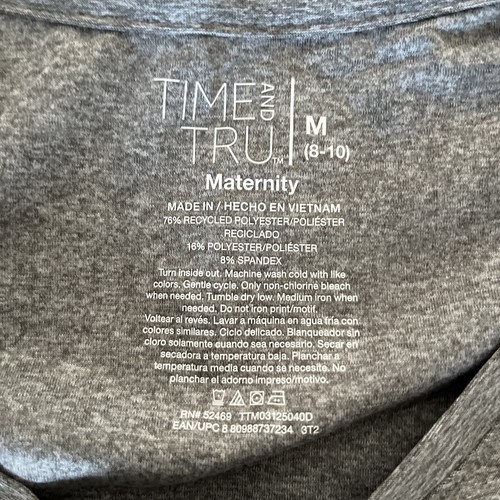 TIME AND TRU™
M
(8-10)
Maternity
MADE IN / HECHO EN VIETNAM
76% RECYCLED POLYESTER/POLIÉSTER
RECICLADO
16% POLYESTER/POLIÉSTER
8% SPANDEX
Turn inside out. Machine wash cold with like
colors. Gentle cycle. Only non-chlorine bleach
when needed. Tumble dry low. Medium iron when
needed. Do not iron print/motif.
Voltear al revés. Lavar a máquina en agua fría con
colores similares. Ciclo delicado. Blanqueador sin
cloro solamente cuando sea necesario. Secar en
secadora a temperatura baja. Planchar a
temperatura media cuando se necesite. No
planchar el adorno impreso/motivo.
RN# 52469 TTM03125040D
EAN/UPC 8 80988737234 3T2